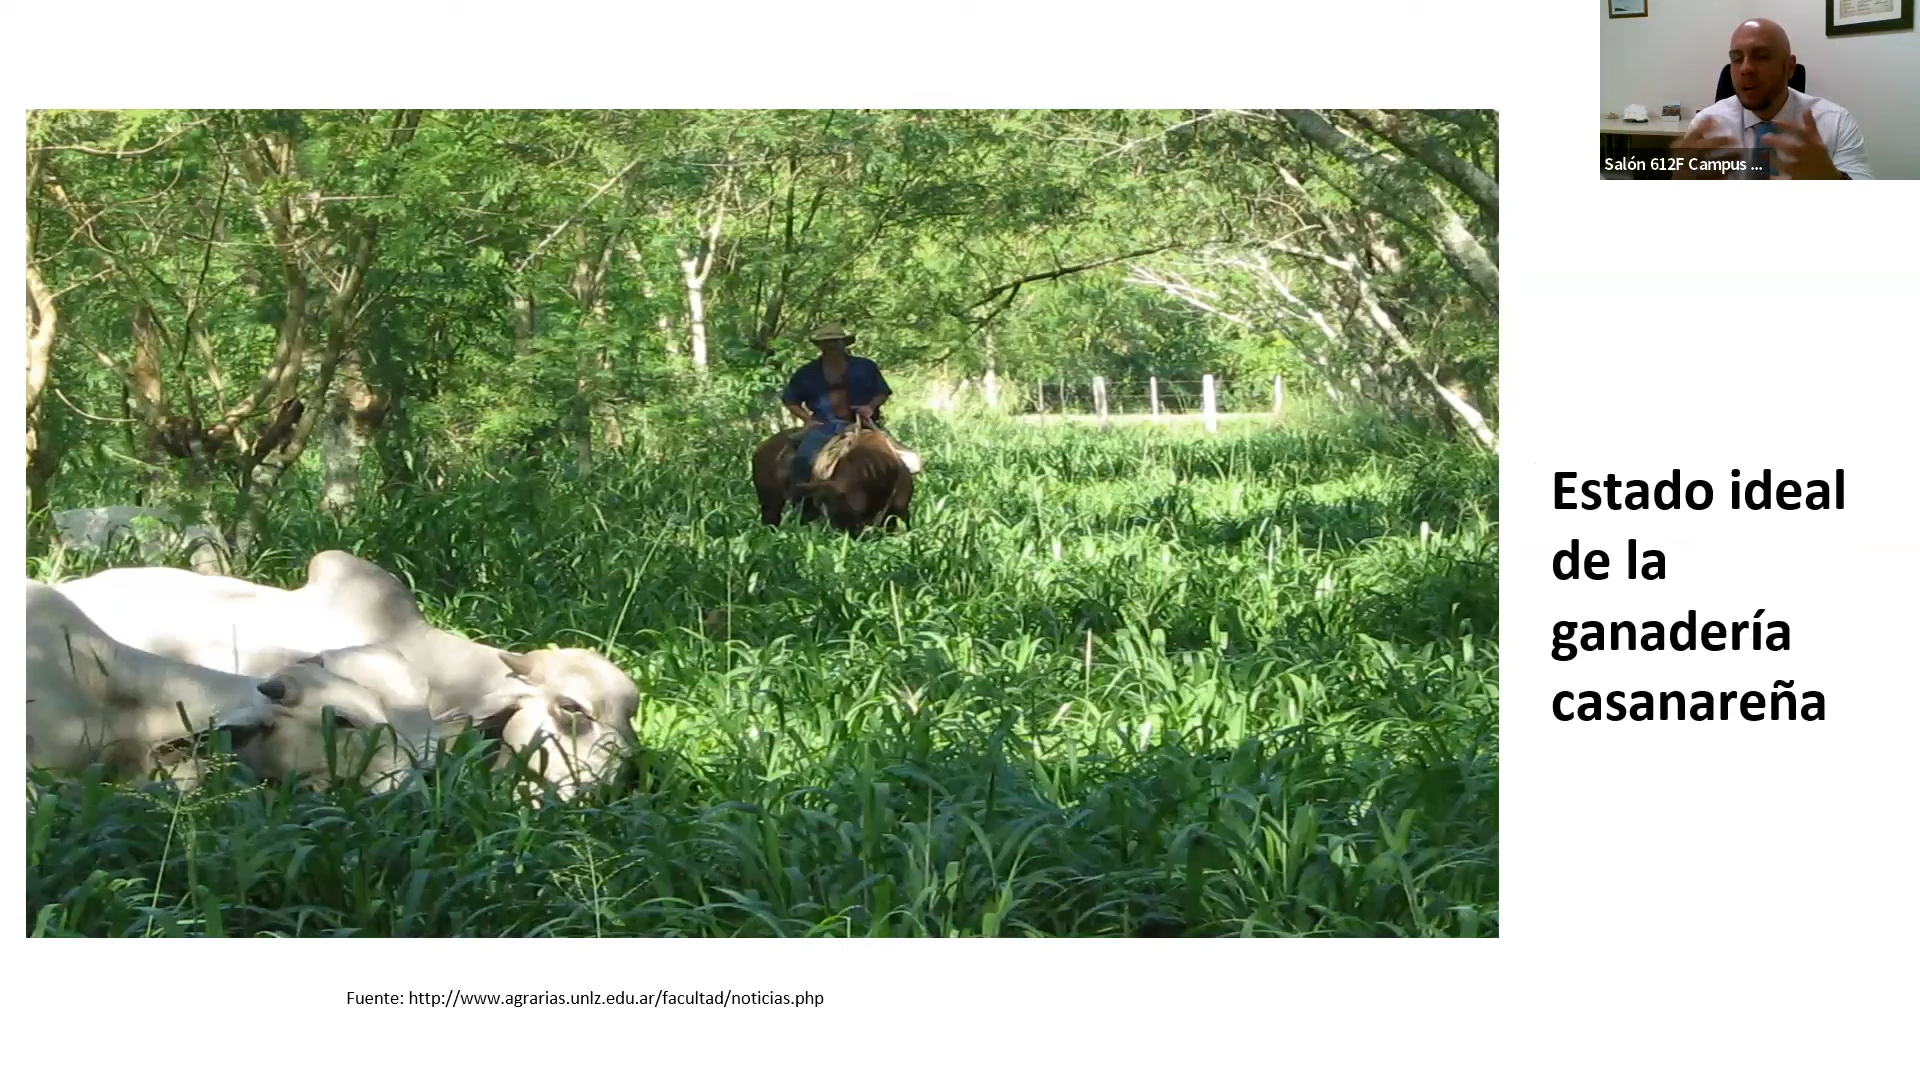 Salón 612F Campus ...
Estado ideal
de la
ganadería
casanareña
Fuente: http://www.agrarias.unlz.edu.ar/facultad/noticias.php